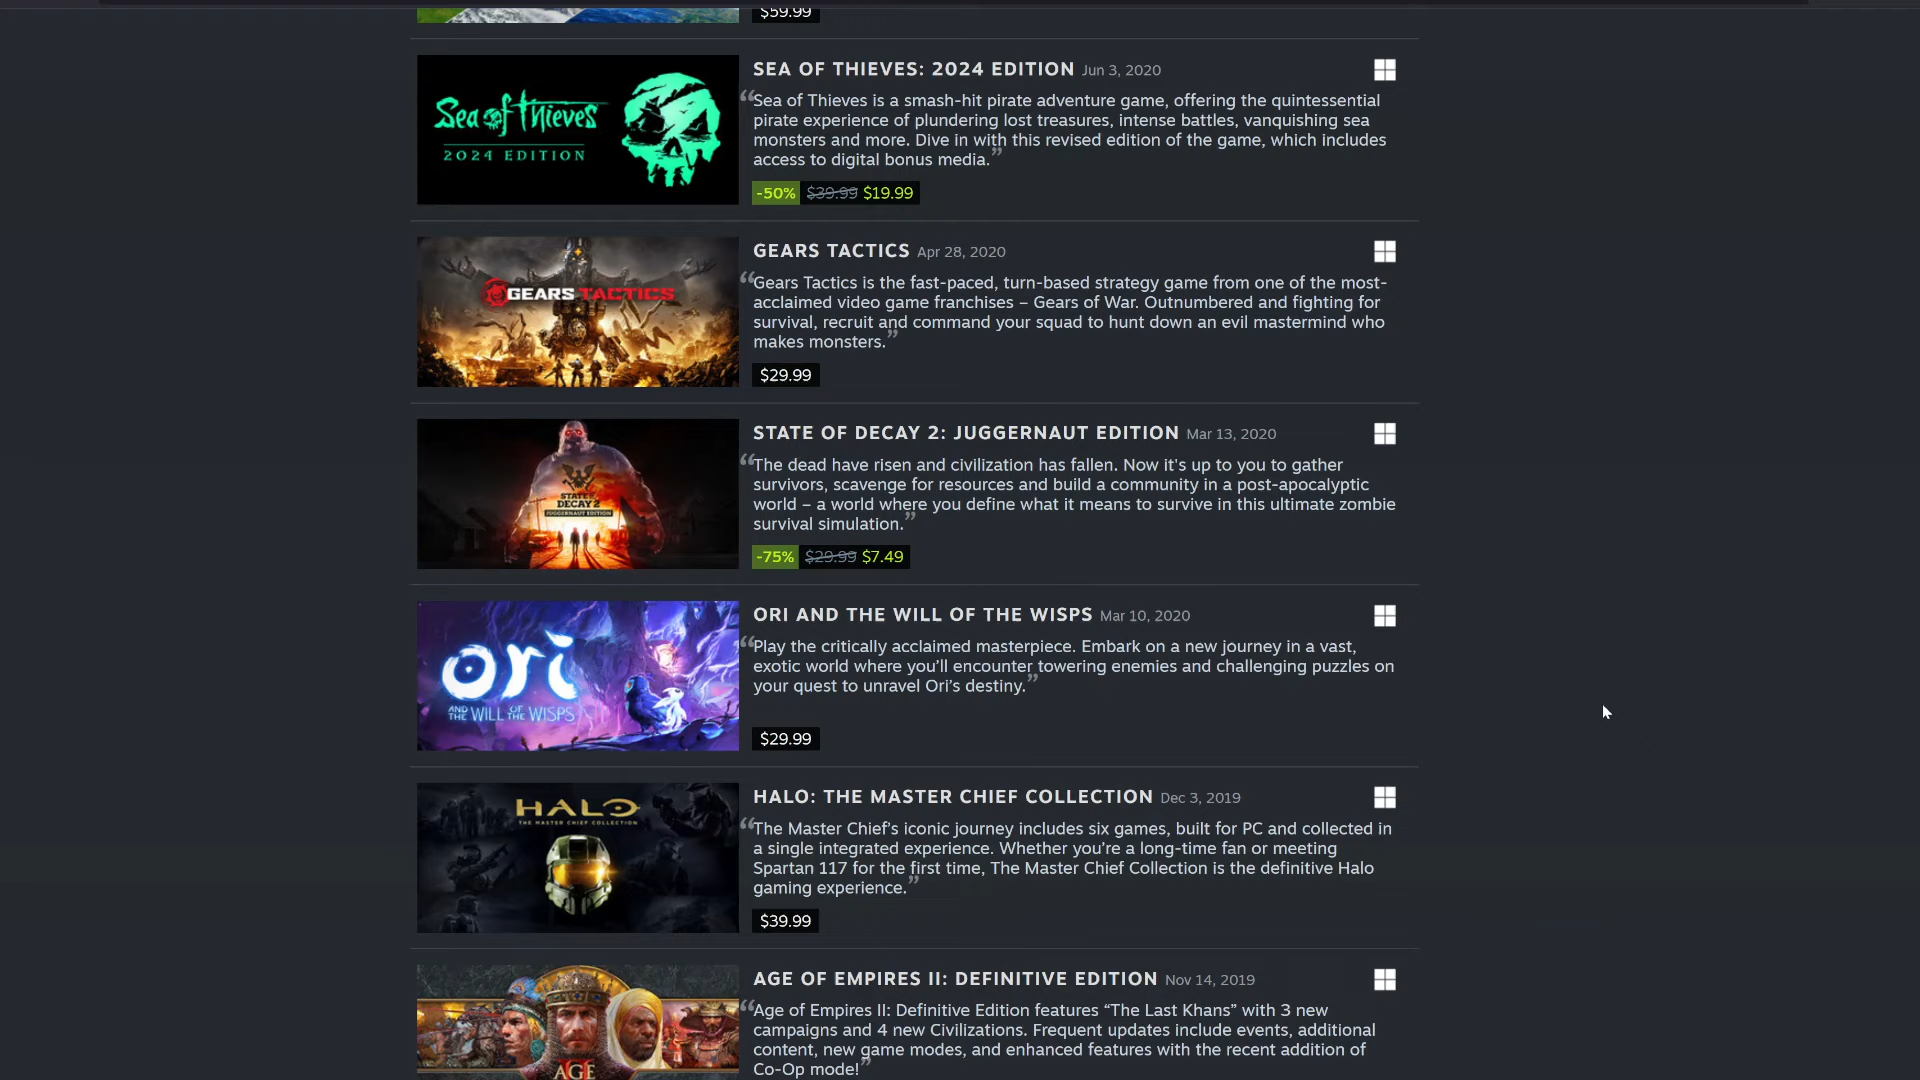 $59.99
Sea of Thieves
2024 EDITION
SEA OF THIEVES: 2024 EDITION Jun 3, 2020
“Sea of Thieves is a smash-hit pirate adventure game, offering the quintessential
pirate experience of plundering lost treasures, intense battles, vanquishing sea
monsters and more. Dive in with this revised edition of the game, which includes
access to digital bonus media.”
-50% $39.99 $19.99
GEARS TACTICS
GEARS TACTICS Apr 28, 2020
“Gears Tactics is the fast-paced, turn-based strategy game from one of the most-
acclaimed video game franchises – Gears of War. Outnumbered and fighting for
survival, recruit and command your squad to hunt down an evil mastermind who
makes monsters.”
$29.99
STATE OF
DECAY 2
JUGGERNAUT EDITION
STATE OF DECAY 2: JUGGERNAUT EDITION Mar 13, 2020
“The dead have risen and civilization has fallen. Now it's up to you to gather
survivors, scavenge for resources and build a community in a post-apocalyptic
world – a world where you define what it means to survive in this ultimate zombie
survival simulation.”
-75% $29.99 $7.49
ori
AND THE WILL OF THE WISPS
ORI AND THE WILL OF THE WISPS Mar 10, 2020
“Play the critically acclaimed masterpiece. Embark on a new journey in a vast,
exotic world where you’ll encounter towering enemies and challenging puzzles on
your quest to unravel Ori’s destiny.”
$29.99
HALO
THE MASTER CHIEF COLLECTION
HALO: THE MASTER CHIEF COLLECTION Dec 3, 2019
“The Master Chief’s iconic journey includes six games, built for PC and collected in
a single integrated experience. Whether you’re a long-time fan or meeting
Spartan 117 for the first time, The Master Chief Collection is the definitive Halo
gaming experience.”
$39.99
AGE
AGE OF EMPIRES II: DEFINITIVE EDITION Nov 14, 2019
“Age of Empires II: Definitive Edition features “The Last Khans” with 3 new
campaigns and 4 new Civilizations. Frequent updates include events, additional
content, new game modes, and enhanced features with the recent addition of
Co-Op mode!”